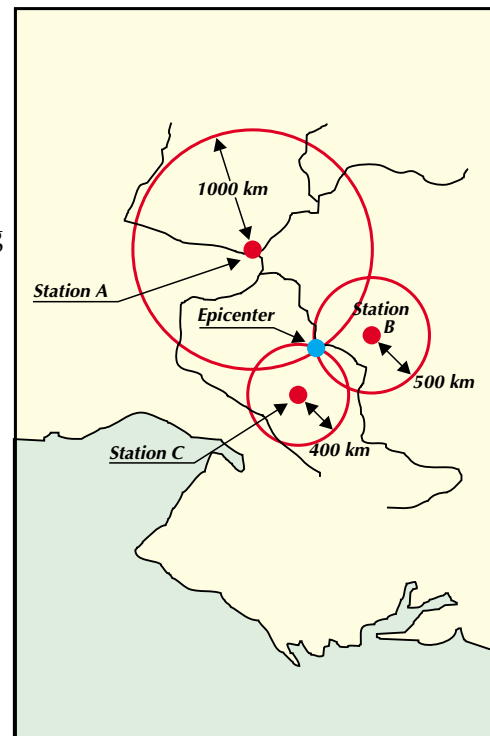 g
1000 km
Station A
Epicenter
Station
B
500 km
Station C
400 km